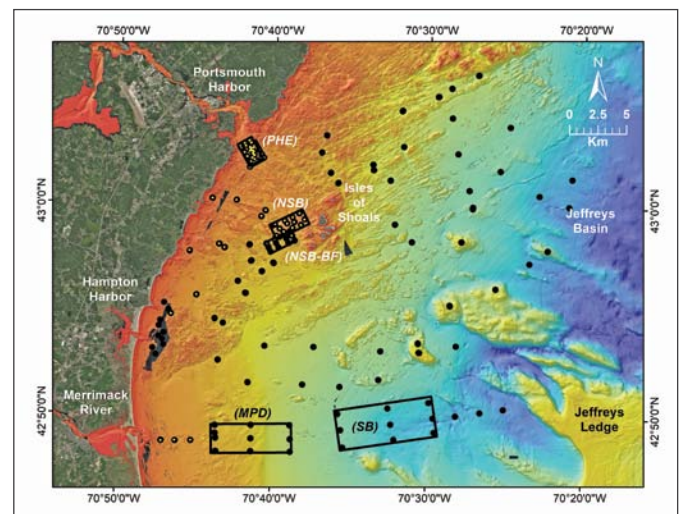 70°50'0"W 70°40'0"W 70°30'0"W 70°20'0"W
Portsmouth
Harbor
N
0 2.5 5
Km
(PHE)
Isles
of
Shoals
(NSB)
(NSB-BF)
43°0'0"N
43°0'0"N
Jeffreys
Basin
Hampton
Harbor
Merrimack
River
(MPD)
(SB)
Jeffreys
Ledge
42°50'0"N
42°50'0"N
70°50'0"W 70°40'0"W 70°30'0"W 70°20'0"W